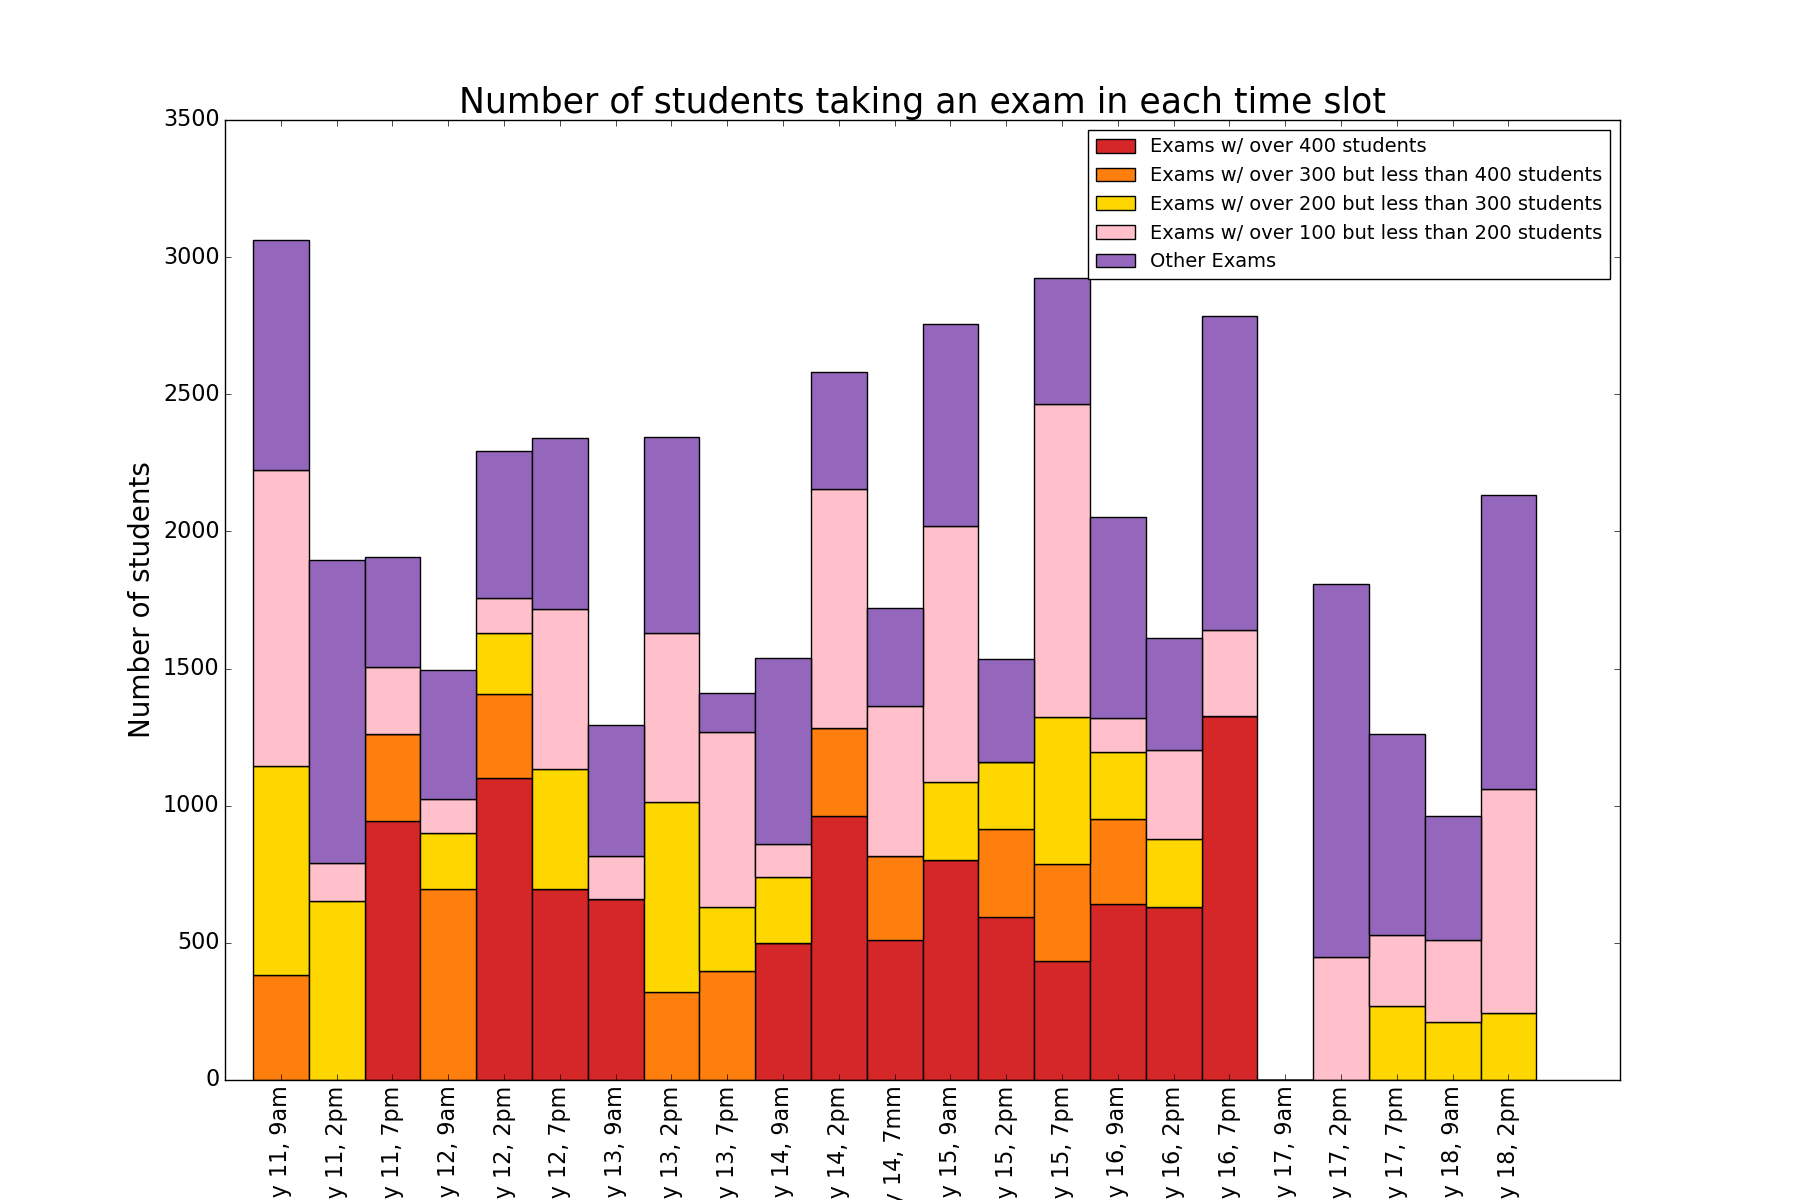 Number of students taking an exam in each time slot
Exams w/ over 400 students
Exams w/ over 300 but less than 400 students
Exams w/ over 200 but less than 300 students
Exams w/ over 100 but less than 200 students
Other Exams
Number of students
3500
3000
2500
2000
1500
1000
500
0
y 11, 9am
y 11, 2pm
y 11, 7pm
y 12, 9am
y 12, 2pm
y 12, 7pm
y 13, 9am
y 13, 2pm
y 13, 7pm
y 14, 9am
y 14, 2pm
y 14, 7mm
y 15, 9am
y 15, 2pm
y 15, 7pm
y 16, 9am
y 16, 2pm
y 16, 7pm
y 17, 9am
y 17, 2pm
y 17, 7pm
y 18, 9am
y 18, 2pm